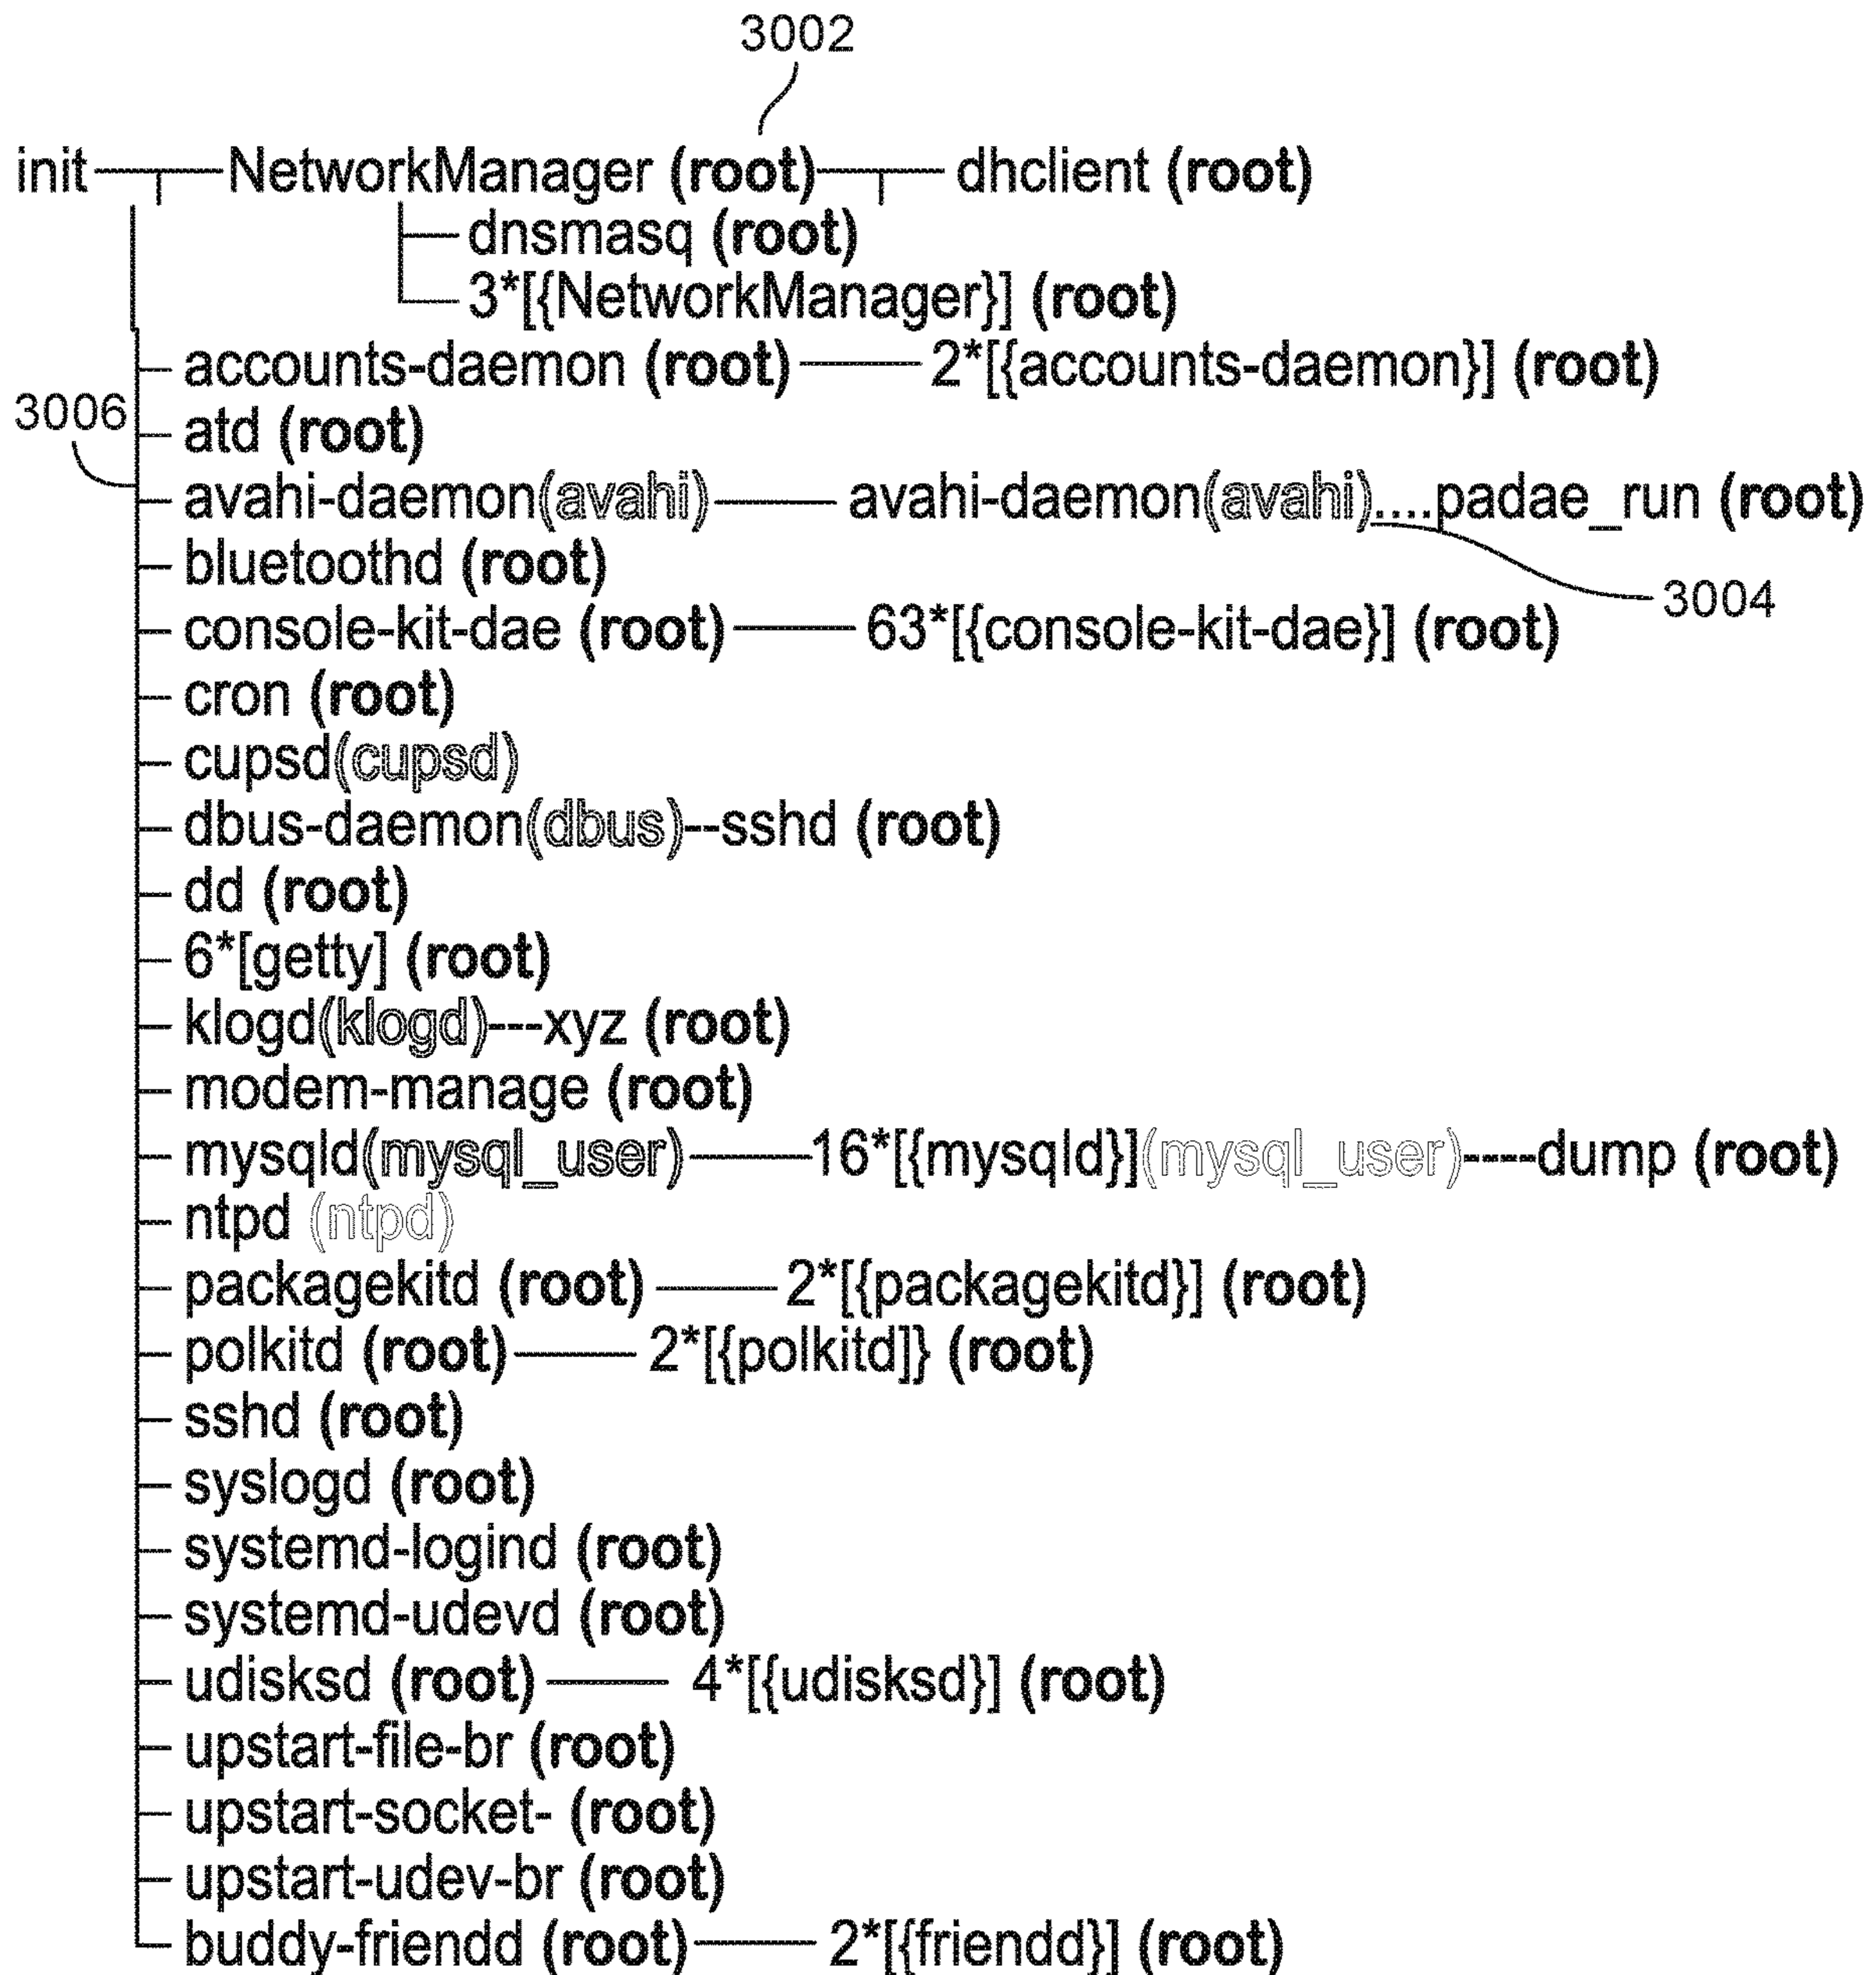 3002
init NetworkManager (root) dhclient (root)
dnsmasq (root)
3*[{NetworkManager}] (root)
accounts-daemon (root) 2*[{accounts-daemon}] (root)
3006
atd (root)
avahi-daemon(avahi) avahi-daemon(avahi)....padae_run (root)
bluetoothd (root)
3004
console-kit-dae (root) 63*[{console-kit-dae}] (root)
cron (root)
cupsd(cupsd)
dbus-daemon(dbus)--sshd (root)
dd (root)
6*[getty] (root)
klogd(klogd)---xyz (root)
modem-manage (root)
mysqld(mysql_user) 16*[{mysqld}](mysql_user)----dump (root)
ntpd (ntpd)
packagekitd (root) 2*[{packagekitd}] (root)
polkitd (root) 2*[{polkitd]} (root)
sshd (root)
syslogd (root)
systemd-logind (root)
systemd-udevd (root)
udisksd (root) 4*[{udisksd}] (root)
upstart-file-br (root)
upstart-socket- (root)
upstart-udev-br (root)
buddy-friendd (root) 2*[{friendd}] (root)